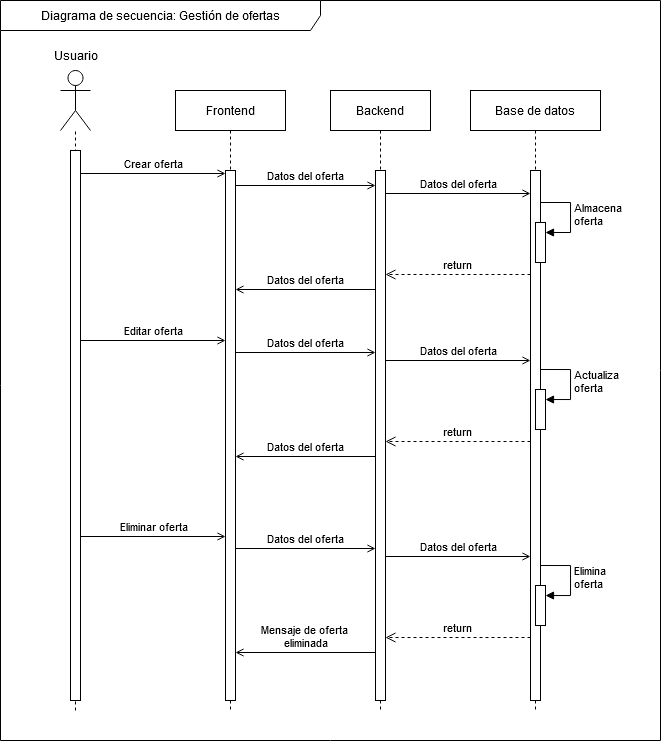 Diagrama de secuencia: Gestión de ofertas
Usuario
Frontend
Backend
Base de datos
Crear oferta
Datos del oferta
Datos del oferta
Almacena
oferta
return
Datos del oferta
Editar oferta
Datos del oferta
Datos del oferta
Actualiza
oferta
return
Datos del oferta
Eliminar oferta
Datos del oferta
Datos del oferta
Elimina
oferta
return
Mensaje de oferta
eliminada